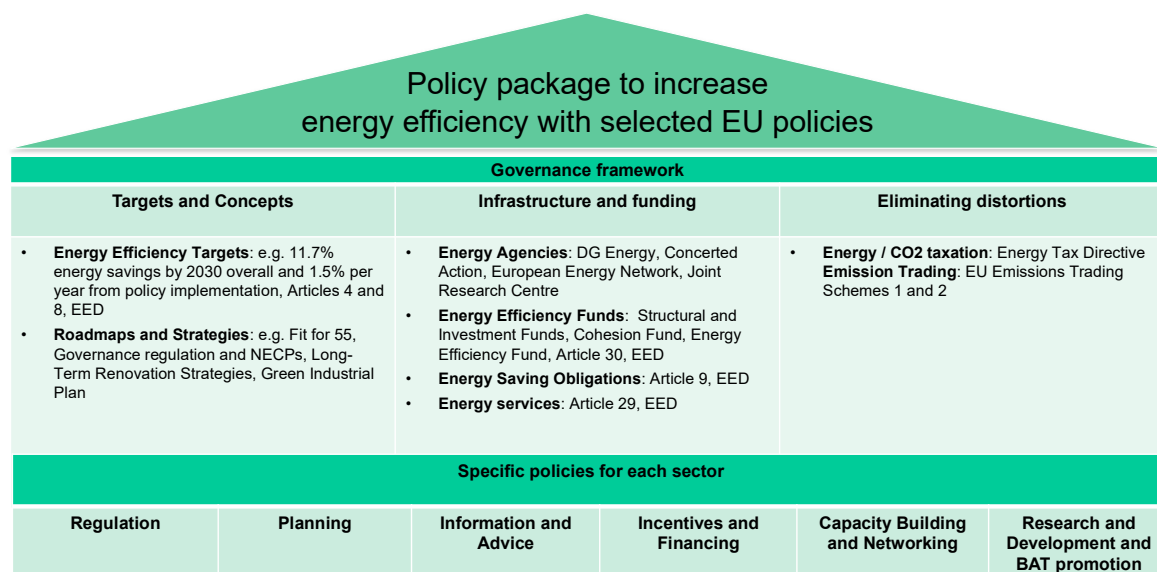 Policy package to increase
energy efficiency with selected EU policies
Governance framework
Targets and Concepts
Infrastructure and funding
Eliminating distortions
• Energy Efficiency Targets: e.g. 11.7%
energy savings by 2030 overall and 1.5% per
year from policy implementation, Articles 4 and
8, EED
• Roadmaps and Strategies: e.g. Fit for 55,
Governance regulation and NECPs, Long-
Term Renovation Strategies, Green Industrial
Plan
• Energy Agencies: DG Energy, Concerted
Action, European Energy Network, Joint
Research Centre
• Energy Efficiency Funds: Structural and
Investment Funds, Cohesion Fund, Energy
Efficiency Fund, Article 30, EED
• Energy Saving Obligations: Article 9, EED
• Energy services: Article 29, EED
• Energy / CO2 taxation: Energy Tax Directive
Emission Trading: EU Emissions Trading
Schemes 1 and 2
Specific policies for each sector
Regulation
Planning
Information and
Advice
Incentives and
Financing
Capacity Building
and Networking
Research and
Development and
BAT promotion